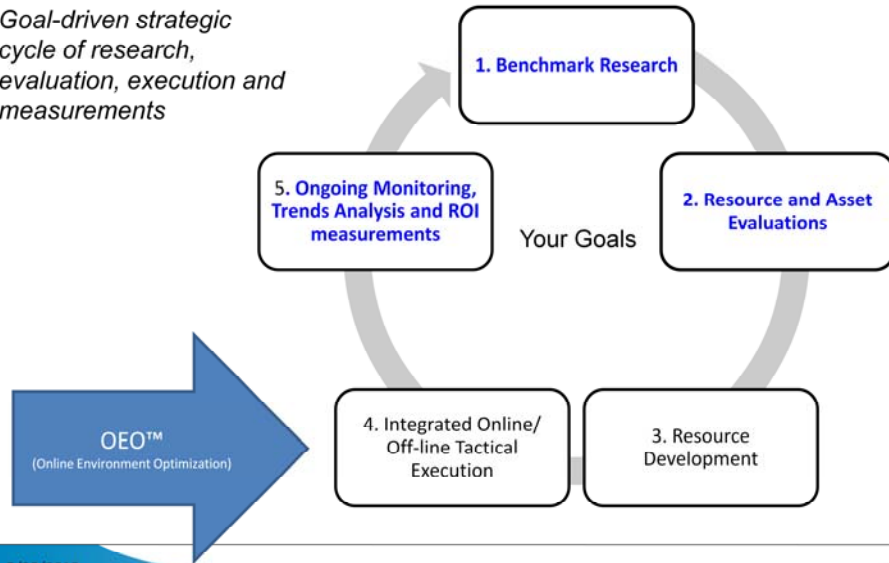 Goal-driven strategic
cycle of research,
evaluation, execution and
measurements
1. Benchmark Research
2. Resource and Asset
Evaluations
3. Resource
Development
4. Integrated Online/
Off-line Tactical
Execution
5. Ongoing Monitoring,
Trends Analysis and ROI
measurements
Your Goals
OEO™
(Online Environment Optimization)